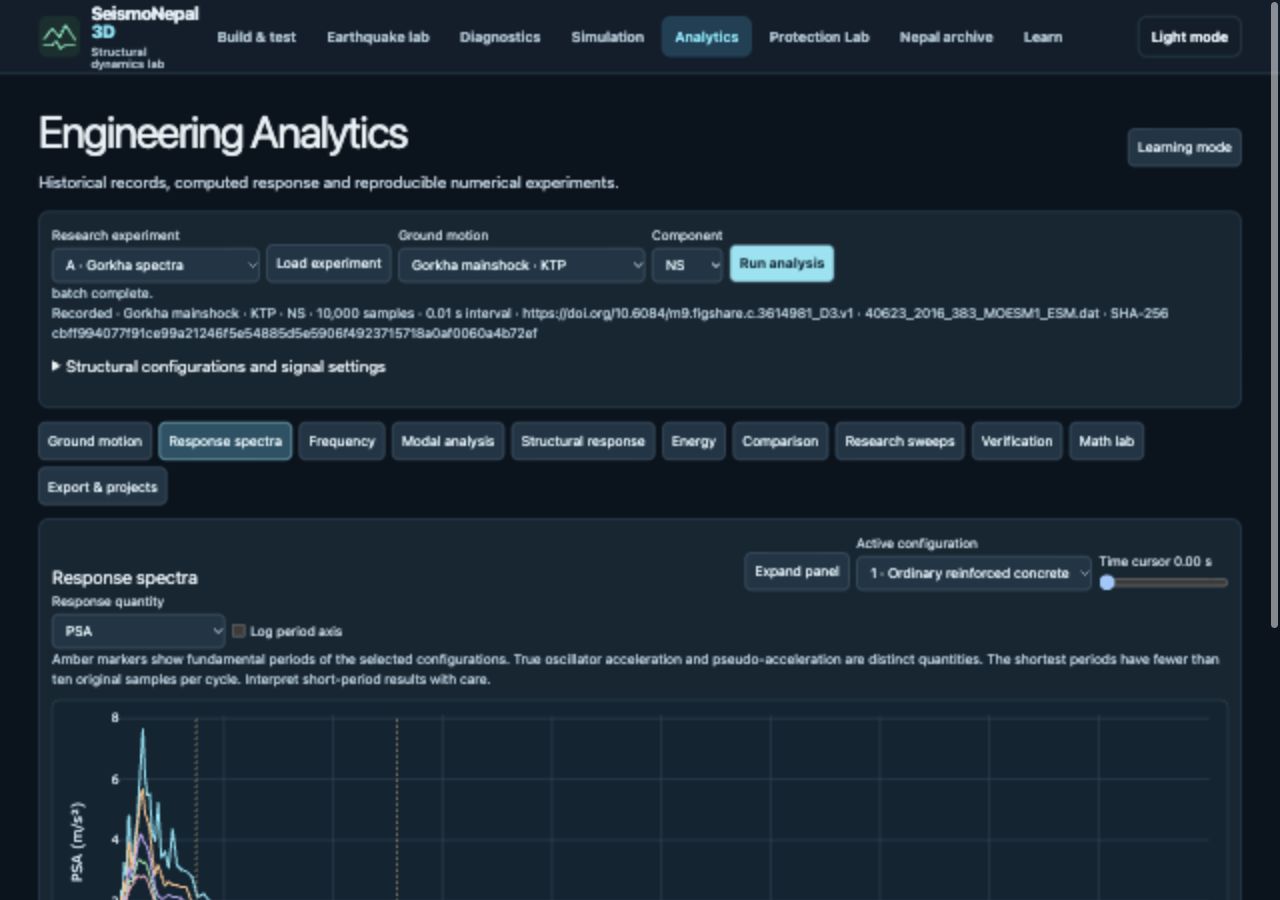 SeismoNepal
3D
Structural
dynamics lab
Build & test
Earthquake lab
Diagnostics
Simulation
Analytics
Protection Lab
Nepal archive
Learn
Light mode
Engineering Analytics
Learning mode
Historical records, computed response and reproducible numerical experiments.
Research experiment
Ground motion
Component
A · Gorkha spectra
Load experiment
Gorkha mainshock · KTP
NS
Run analysis
batch complete.
Recorded · Gorkha mainshock · KTP · NS · 10,000 samples · 0.01 s interval · https://doi.org/10.6084/m9.figshare.c.3614981_D3.v1 · 40623_2016_383_MOESM1_ESM.dat · SHA-256
cbff994077f91ce99a21246f5e54885d5e5906f4923715718a0af0060a4b72ef
Structural configurations and signal settings
Ground motion
Response spectra
Frequency
Modal analysis
Structural response
Energy
Comparison
Research sweeps
Verification
Math lab
Export & projects
Active configuration
Response spectra
Expand panel
1 · Ordinary reinforced concrete
Time cursor 0.00 s
Response quantity
PSA
Log period axis
Amber markers show fundamental periods of the selected configurations. True oscillator acceleration and pseudo-acceleration are distinct quantities. The shortest periods have fewer than
ten original samples per cycle. Interpret short-period results with care.
8
6
4
PSA (m/s²)